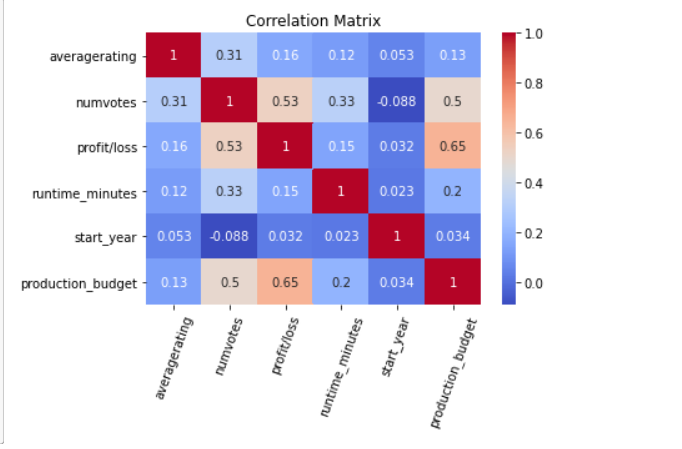 Correlation Matrix
averagerating 1 0.31 0.16 0.12 0.053 0.13
numvotes 0.31 1 0.53 0.33 -0.088 0.5
profit/loss 0.16 0.53 1 0.15 0.032 0.65
runtime_minutes 0.12 0.33 0.15 1 0.023 0.2
start_year 0.053 -0.088 0.032 0.023 1 0.034
production_budget 0.13 0.5 0.65 0.2 0.034 1
averagerating
numvotes
profit/loss
runtime_minutes
start_year
production_budget
1.0
0.8
0.6
0.4
0.2
0.0